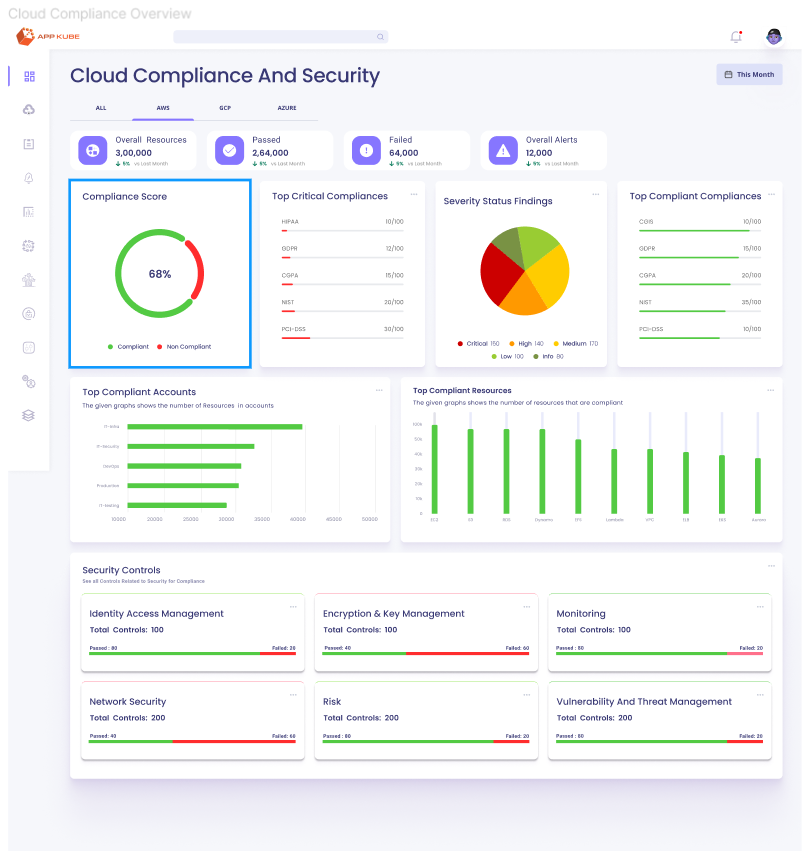 Cloud Compliance Overview
APP KUBE
Cloud Compliance And Security
This Month
ALL AWS GCP AZURE
Overall Resources
3,00,000
5% vs Last Month
Passed
2,64,000
5% vs Last Month
Failed
64,000
5% vs Last Month
Overall Alerts
12,000
5% vs Last Month
Compliance Score
68%
Compliant Non Compliant
Top Critical Compliances
HIPAA 10/100
GDPR 12/100
CGPA 15/100
NIST 20/100
PCI-DSS 30/100
Severity Status Findings
Critical 150 High 140 Medium 170
Low 100 Info 80
Top Compliant Compliances
CGIS 10/100
GDPR 15/100
CGPA 20/100
NIST 35/100
PCI-DSS 10/100
Top Compliant Accounts
The given graphs shows the number of Resources in accounts
IT-Infra
IT-Security
DevOps
Production
IT-Testing
10000 20000 25000 30000 35000 40000 45000 50000
Top Compliant Resources
The given graphs shows the number of resources that are compliant
100k
50k
40k
30k
20k
10k
0
EC2 S3 RDS Dynamo EFS Lambada VPC ELB EKS Aurora
Security Controls
See all Controls Related to Security for Compliance
Identity Access Management
Total Controls: 100
Passed : 80 Failed: 20
Encryption & Key Management
Total Controls: 100
Passed: 40 Failed: 60
Monitoring
Total Controls: 100
Passed : 80 Failed: 20
Network Security
Total Controls: 200
Passed: 40 Failed: 60
Risk
Total Controls: 200
Passed : 80 Failed: 20
Vulnerability And Threat Management
Total Controls: 200
Passed : 80 Failed: 20